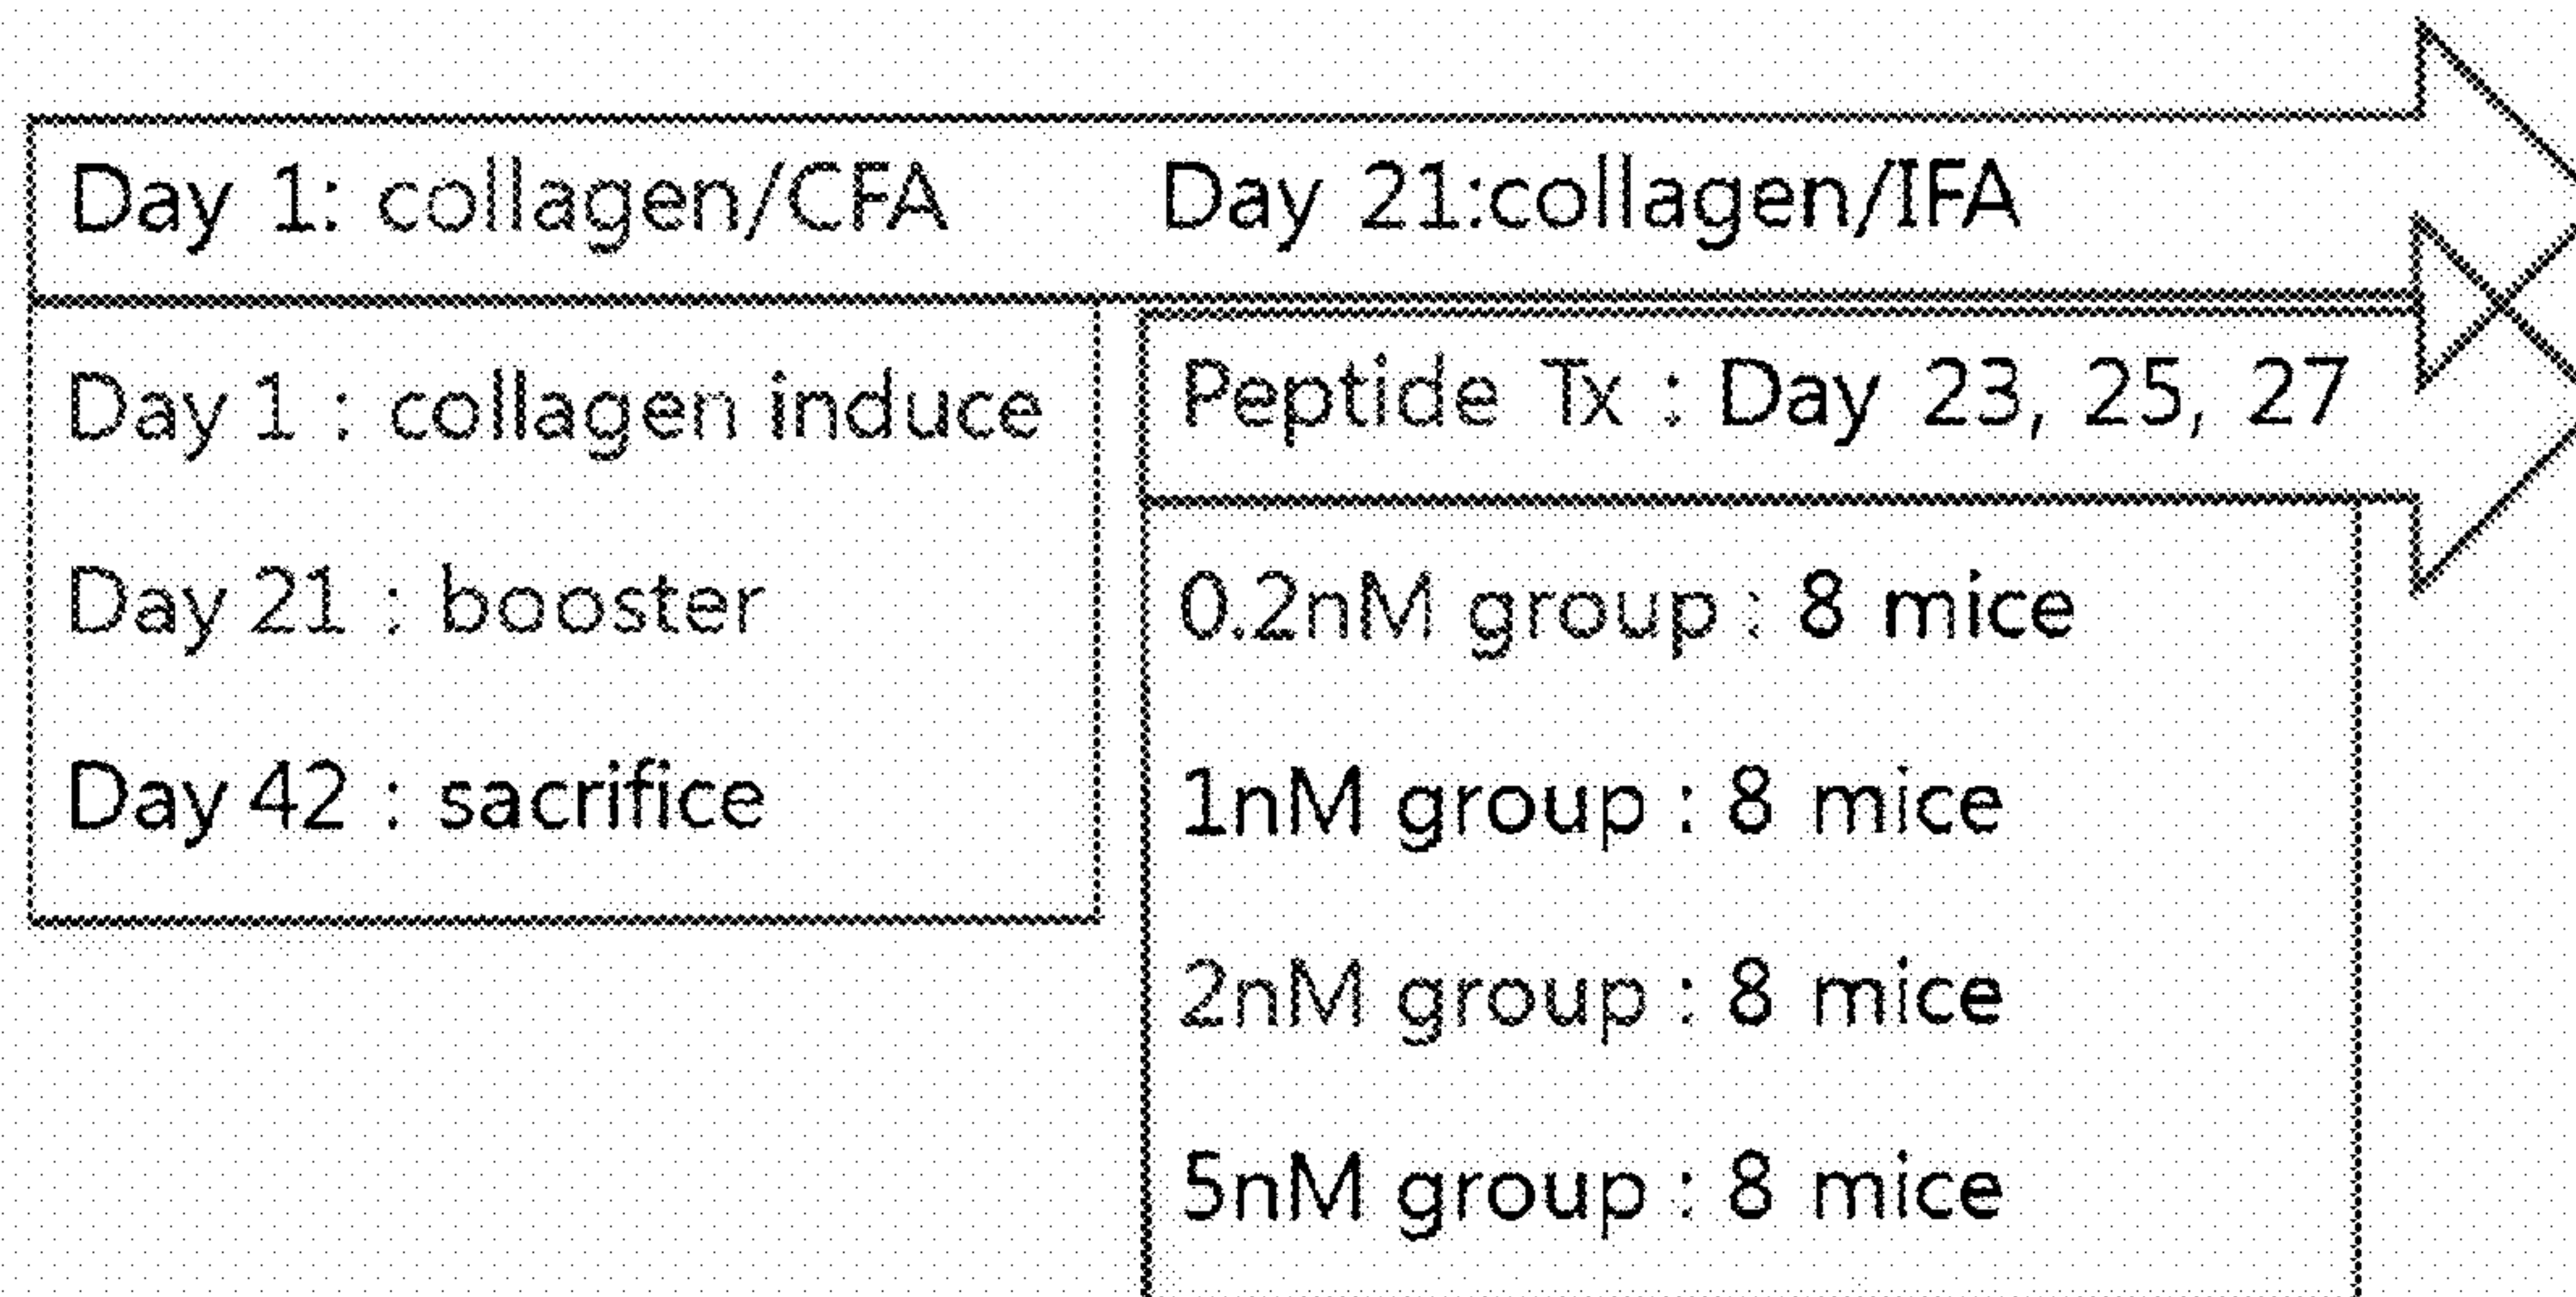 Day 1: collagen/CFA Day 21:collagen/IFA
Day 1 : collagen induce
Day 21 : booster
Day 42 : sacrifice
Peptide Tx : Day 23, 25, 27
0.2nM group : 8 mice
1nM group : 8 mice
2nM group : 8 mice
5nM group : 8 mice